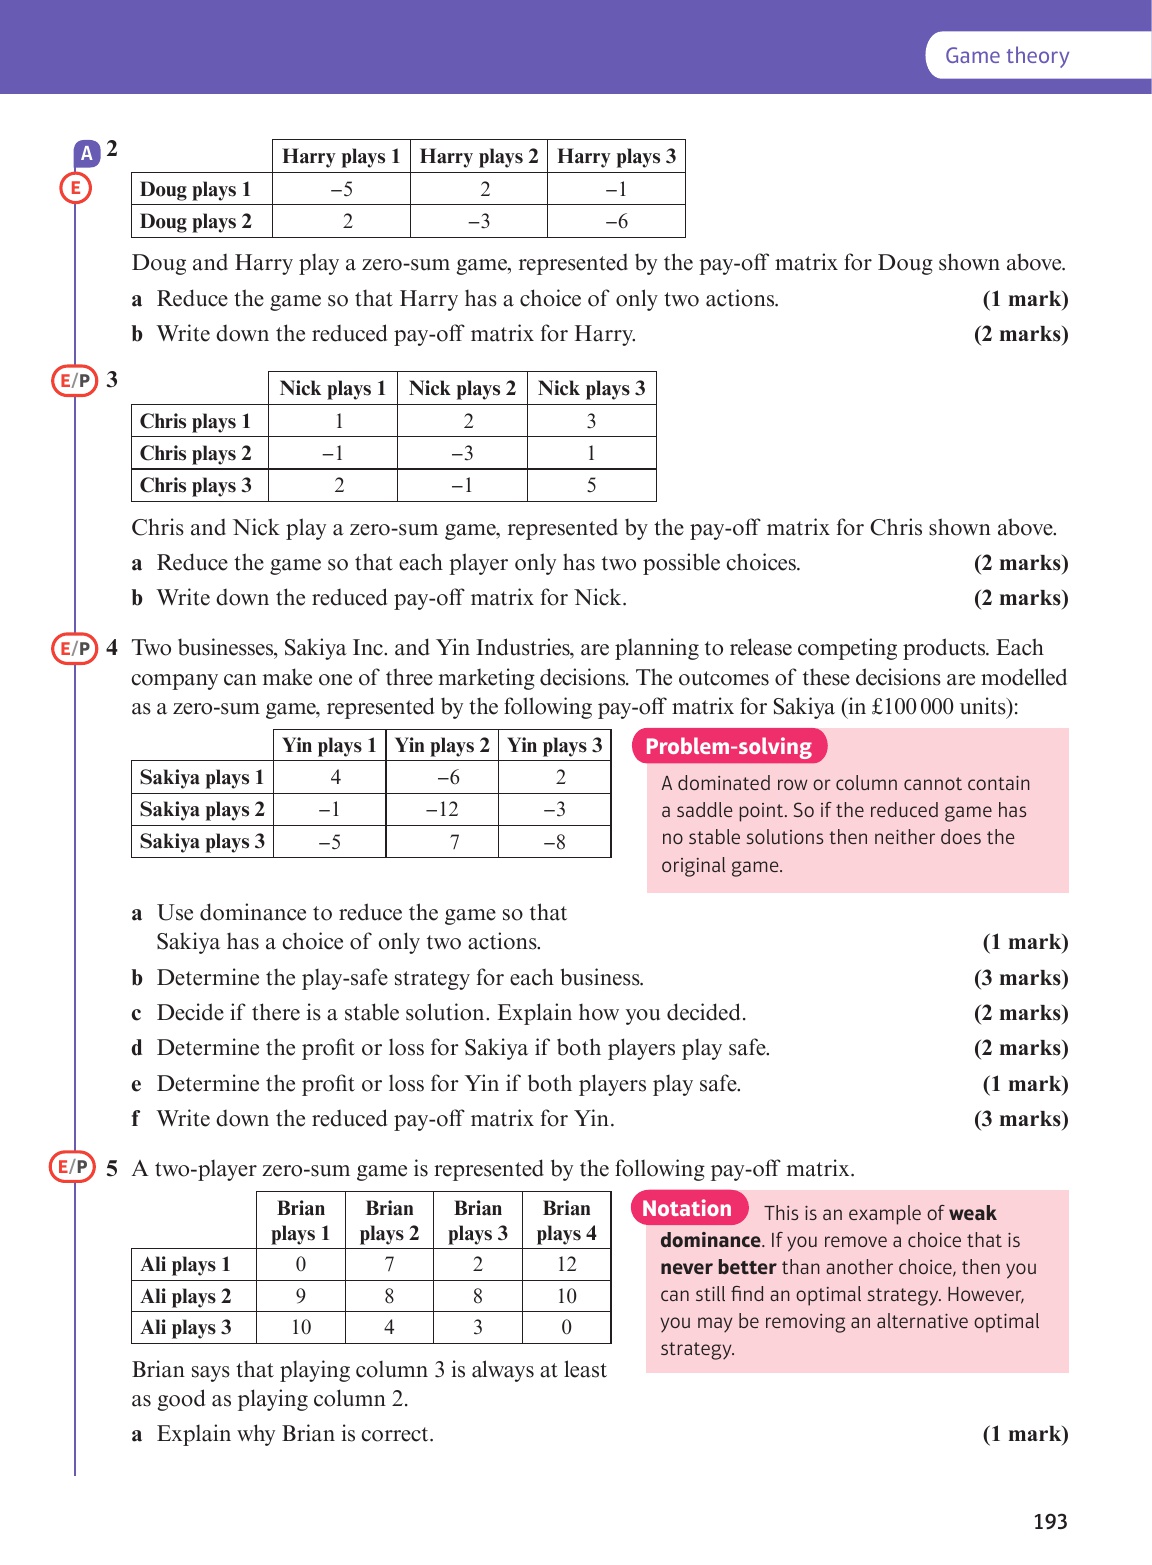 Game theory
A 2
E
Harry plays 1 Harry plays 2 Harry plays 3
Doug plays 1 −5 2 −1
Doug plays 2 2 −3 −6
Doug and Harry play a zero-sum game, represented by the pay-off matrix for Doug shown above.
a Reduce the game so that Harry has a choice of only two actions. (1 mark)
b Write down the reduced pay-off matrix for Harry. (2 marks)
E/P 3
Nick plays 1 Nick plays 2 Nick plays 3
Chris plays 1 1 2 3
Chris plays 2 −1 −3 1
Chris plays 3 2 −1 5
Chris and Nick play a zero-sum game, represented by the pay-off matrix for Chris shown above.
a Reduce the game so that each player only has two possible choices. (2 marks)
b Write down the reduced pay-off matrix for Nick. (2 marks)
E/P 4 Two businesses, Sakiya Inc. and Yin Industries, are planning to release competing products. Each
company can make one of three marketing decisions. The outcomes of these decisions are modelled
as a zero-sum game, represented by the following pay-off matrix for Sakiya (in £100 000 units):
Yin plays 1 Yin plays 2 Yin plays 3
Sakiya plays 1 4 −6 2
Sakiya plays 2 −1 −12 −3
Sakiya plays 3 −5 7 −8
Problem-solving
A dominated row or column cannot contain
a saddle point. So if the reduced game has
no stable solutions then neither does the
original game.
a Use dominance to reduce the game so that
Sakiya has a choice of only two actions. (1 mark)
b Determine the play-safe strategy for each business. (3 marks)
c Decide if there is a stable solution. Explain how you decided. (2 marks)
d Determine the profit or loss for Sakiya if both players play safe. (2 marks)
e Determine the profit or loss for Yin if both players play safe. (1 mark)
f Write down the reduced pay-off matrix for Yin. (3 marks)
E/P 5 A two-player zero-sum game is represented by the following pay-off matrix.
Brian Brian Brian Brian
plays 1 plays 2 plays 3 plays 4
Ali plays 1 0 7 2 12
Ali plays 2 9 8 8 10
Ali plays 3 10 4 3 0
Notation This is an example of weak
dominance. If you remove a choice that is
never better than another choice, then you
can still find an optimal strategy. However,
you may be removing an alternative optimal
strategy.
Brian says that playing column 3 is always at least
as good as playing column 2.
a Explain why Brian is correct. (1 mark)
193